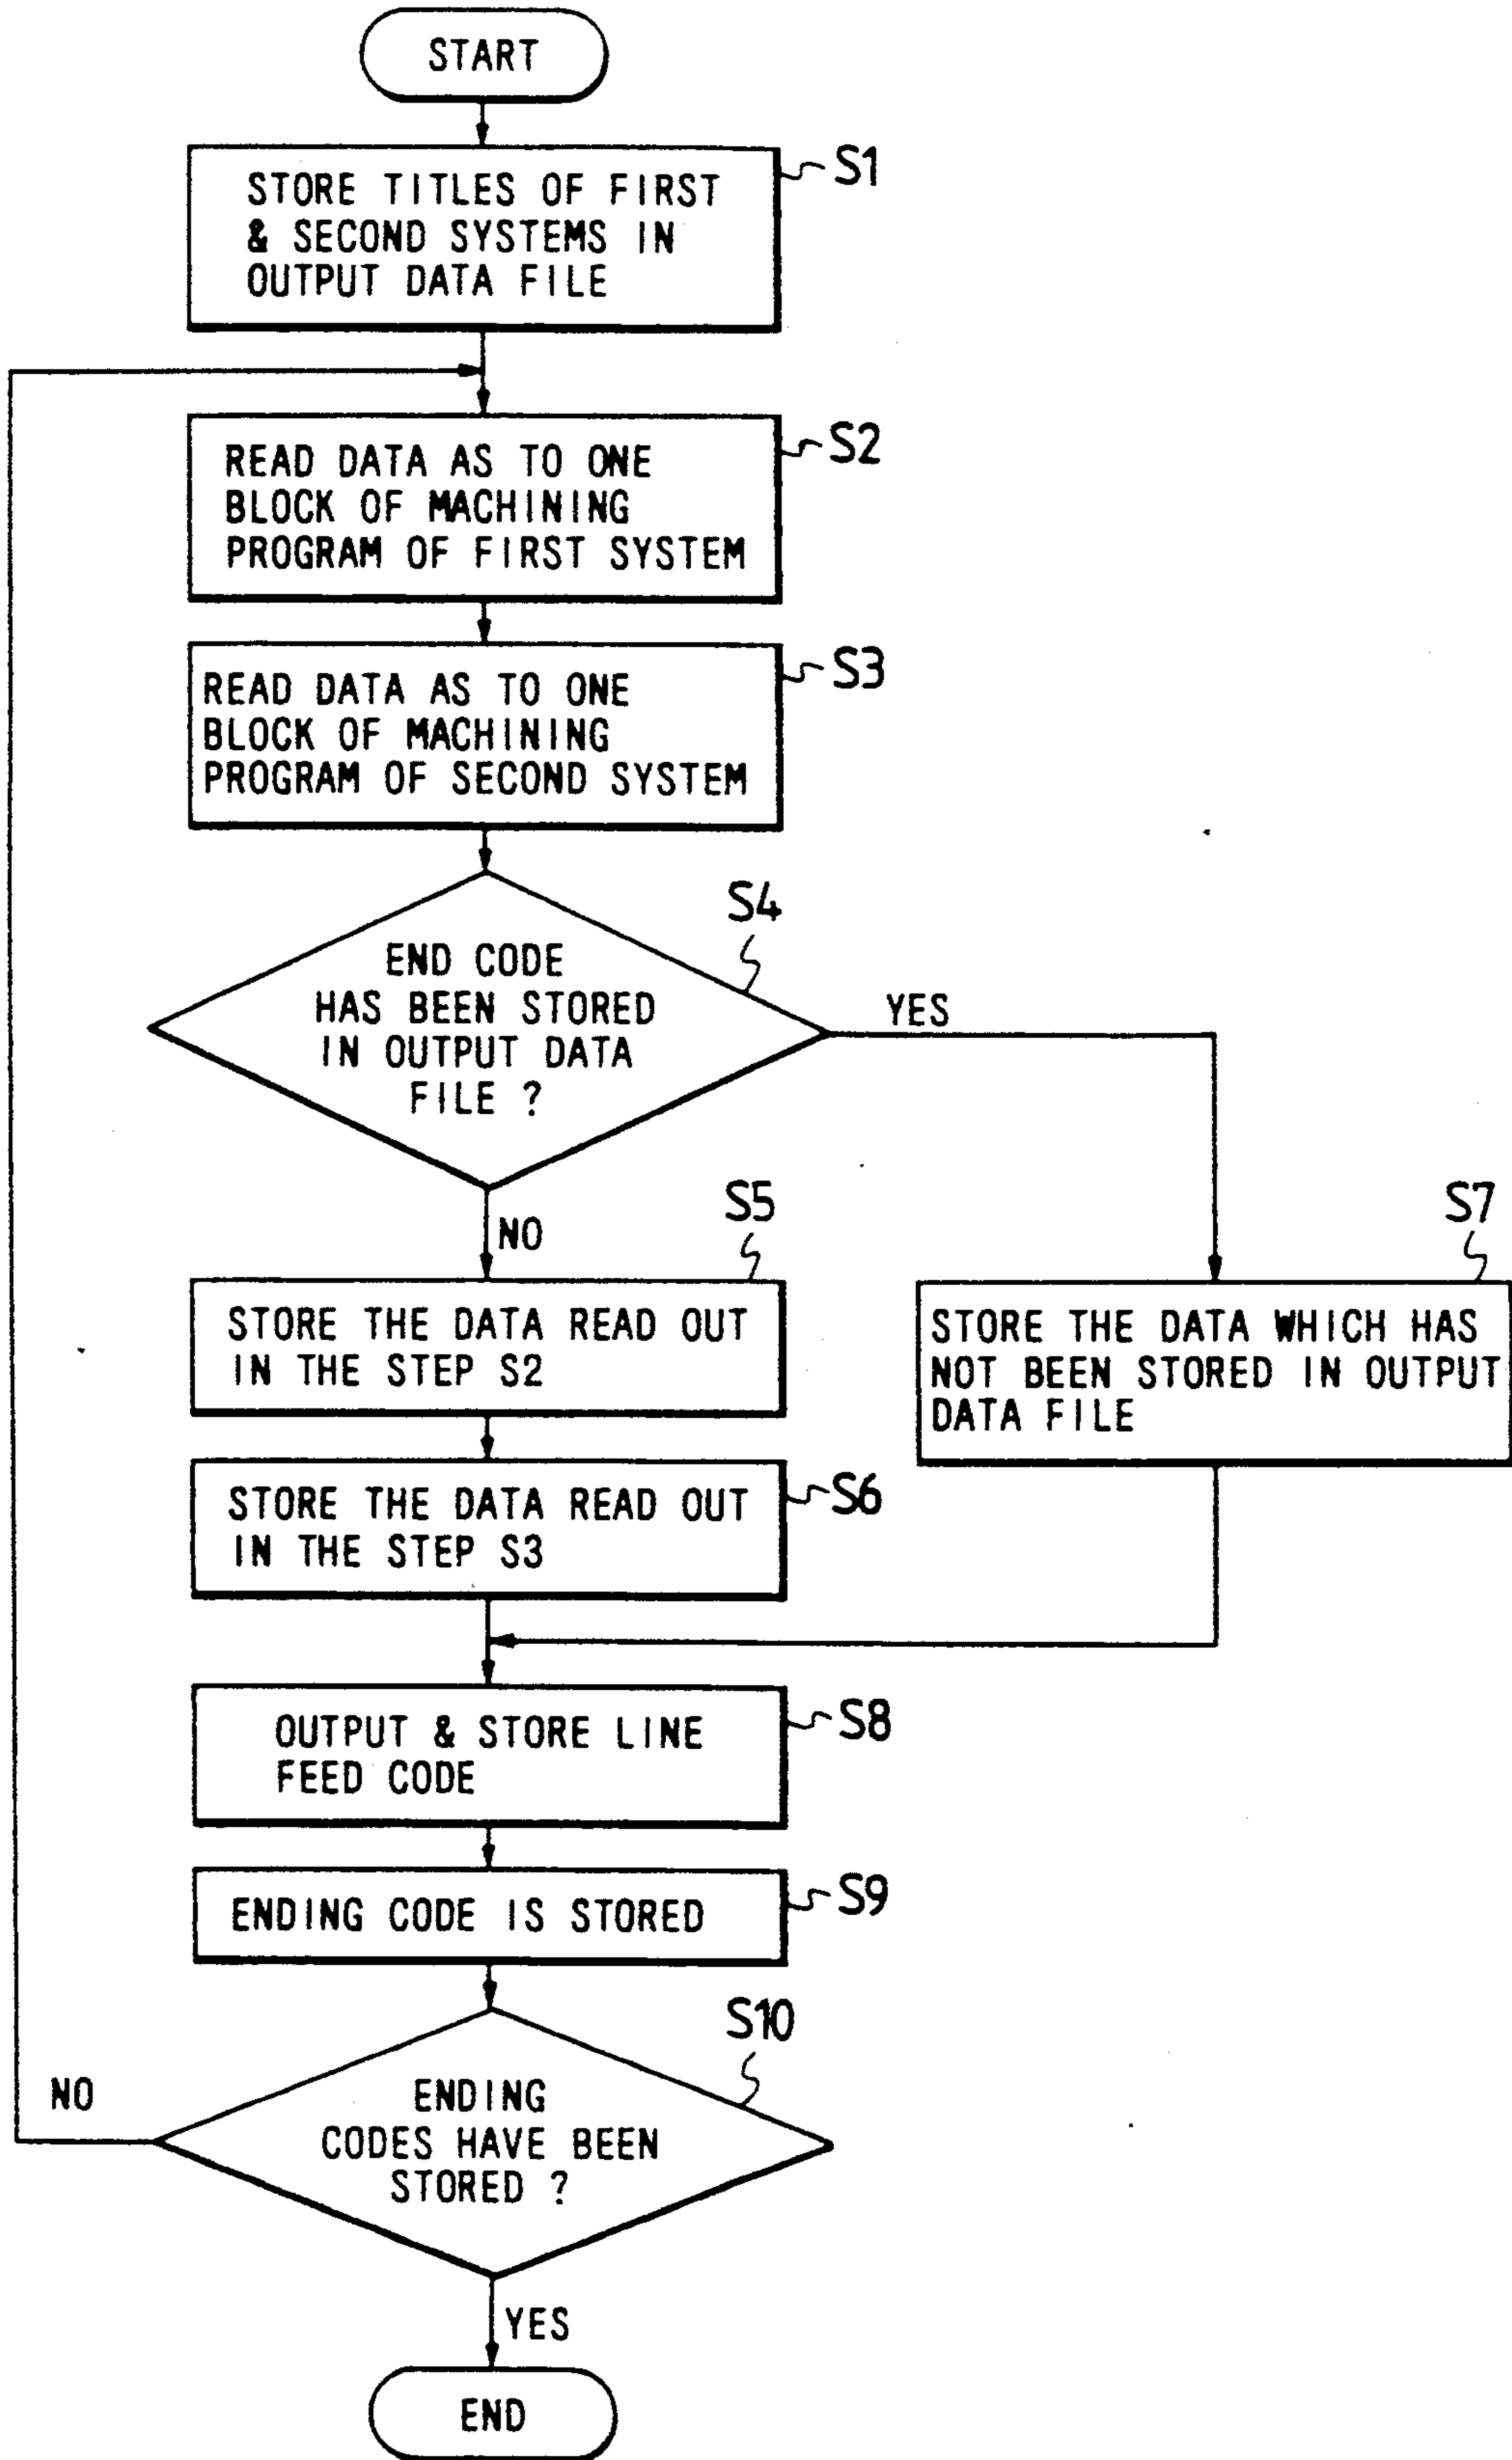 START
S1
STORE TITLES OF FIRST
& SECOND SYSTEMS IN
OUTPUT DATA FILE
S2
READ DATA AS TO ONE
BLOCK OF MACHINING
PROGRAM OF FIRST SYSTEM
S3
READ DATA AS TO ONE
BLOCK OF MACHINING
PROGRAM OF SECOND SYSTEM
S4
END CODE
HAS BEEN STORED
IN OUTPUT DATA
FILE ?
YES
NO
S5
STORE THE DATA READ OUT
IN THE STEP S2
S7
STORE THE DATA WHICH HAS
NOT BEEN STORED IN OUTPUT
DATA FILE
S6
STORE THE DATA READ OUT
IN THE STEP S3
S8
OUTPUT & STORE LINE
FEED CODE
S9
ENDING CODE IS STORED
S10
ENDING
CODES HAVE BEEN
STORED ?
NO
YES
END